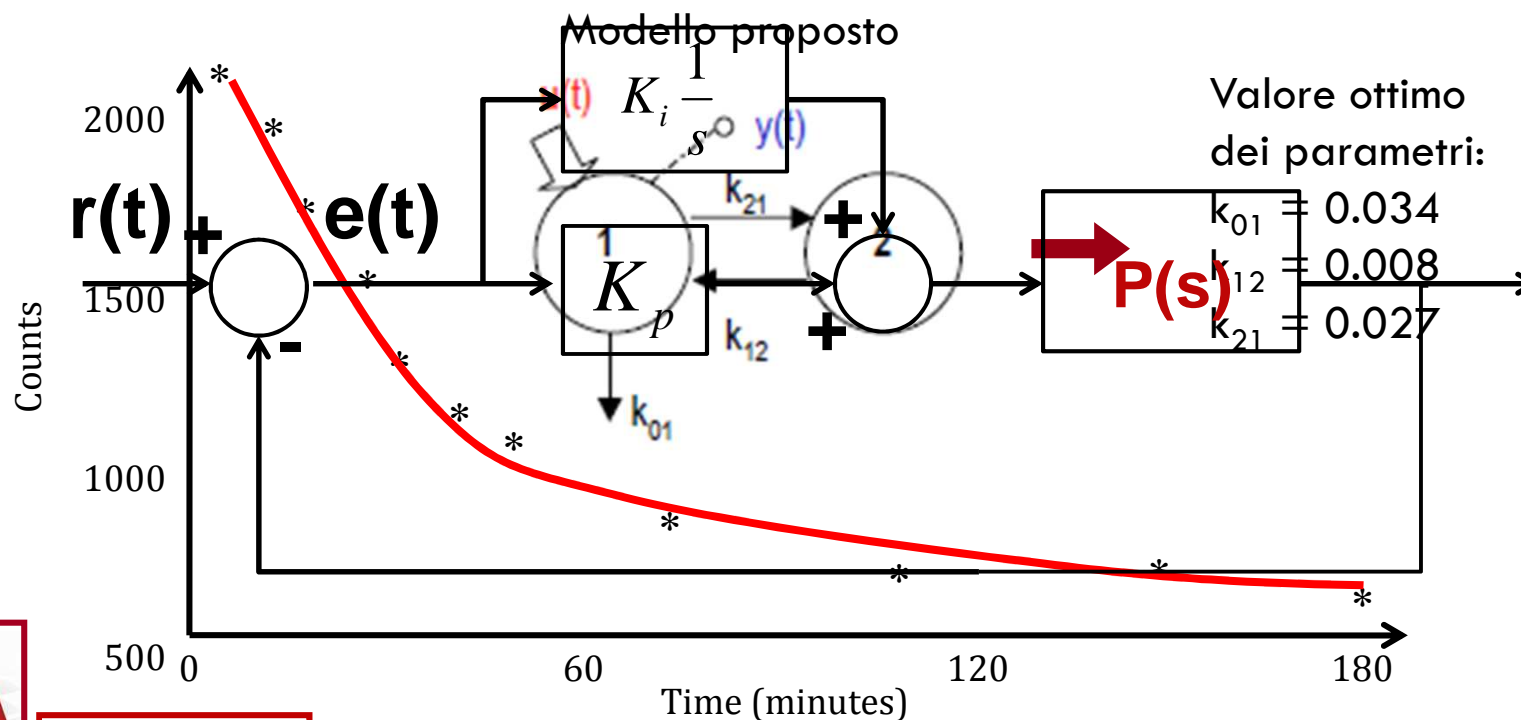 Modello proposto
Valore ottimo
dei parametri:
k01 = 0.034
k12 = 0.008
k21 = 0.027
u(t)
y(t)
Ki 1/s
r(t)
+
e(t)
-
1
Kp
k21
k12
k01
+
2
+
P(s)
Counts
2000
1500
1000
500
0 60 120 180
Time (minutes)